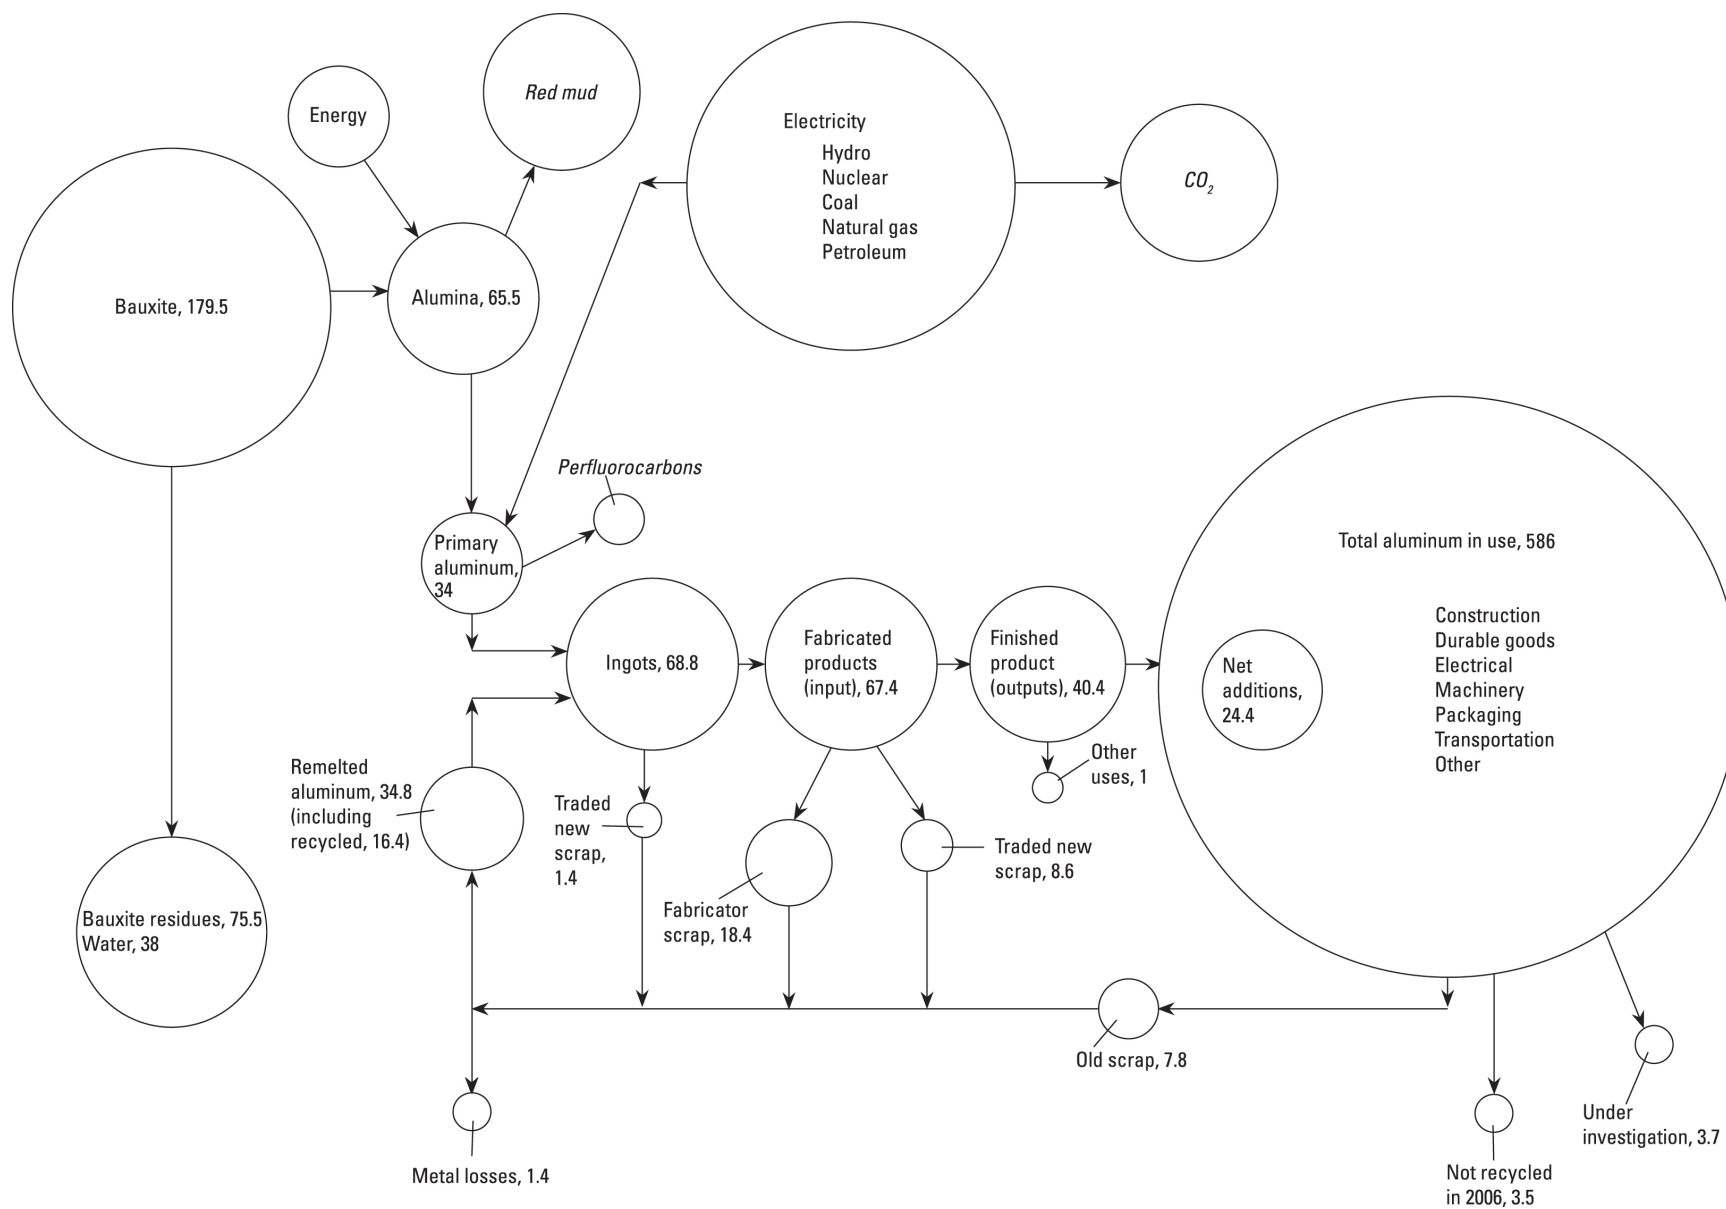 Energy
Red mud
Electricity
Hydro
Nuclear
Coal
Natural gas
Petroleum
CO2
Bauxite, 179.5
Alumina, 65.5
Perfluorocarbons
Primary
aluminum,
34
Total aluminum in use, 586
Construction
Durable goods
Electrical
Machinery
Packaging
Transportation
Other
Net
additions,
24.4
Ingots, 68.8
Fabricated
products
(input), 67.4
Finished
product
(outputs), 40.4
Other
uses, 1
Remelted
aluminum, 34.8
(including
recycled, 16.4)
Traded
new
scrap,
1.4
Fabricator
scrap, 18.4
Traded new
scrap, 8.6
Bauxite residues, 75.5
Water, 38
Old scrap, 7.8
Metal losses, 1.4
Not recycled
in 2006, 3.5
Under
investigation, 3.7